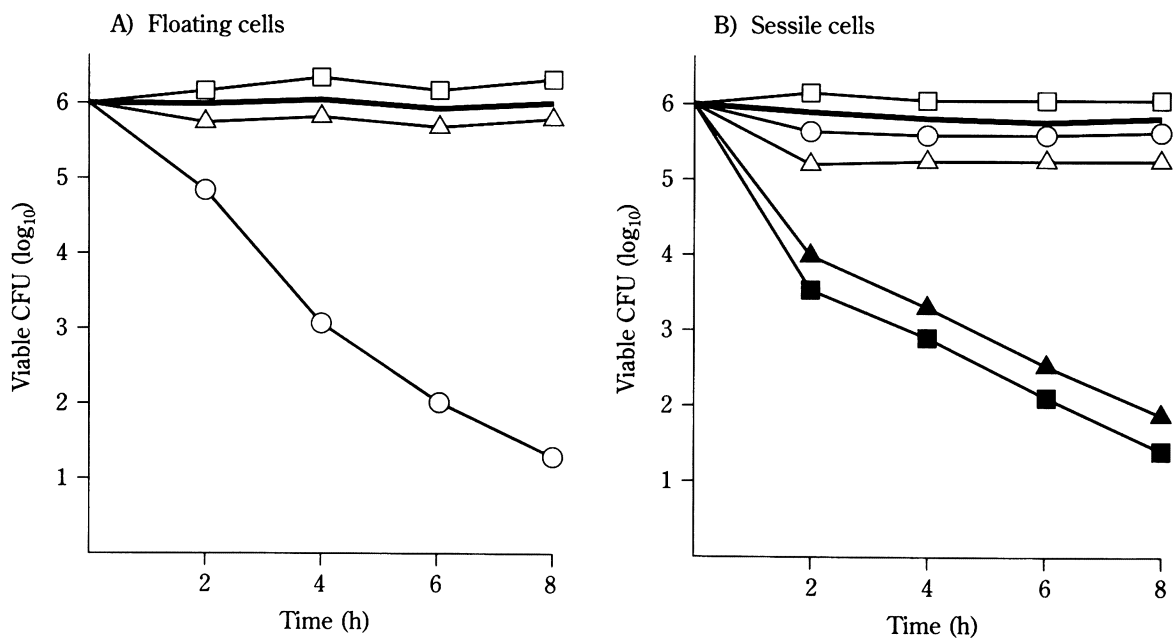 A) Floating cells
Viable CFU (log10)
6
5
4
3
2
1
2 4 6 8
Time (h)
B) Sessile cells
Viable CFU (log10)
6
5
4
3
2
1
2 4 6 8
Time (h)